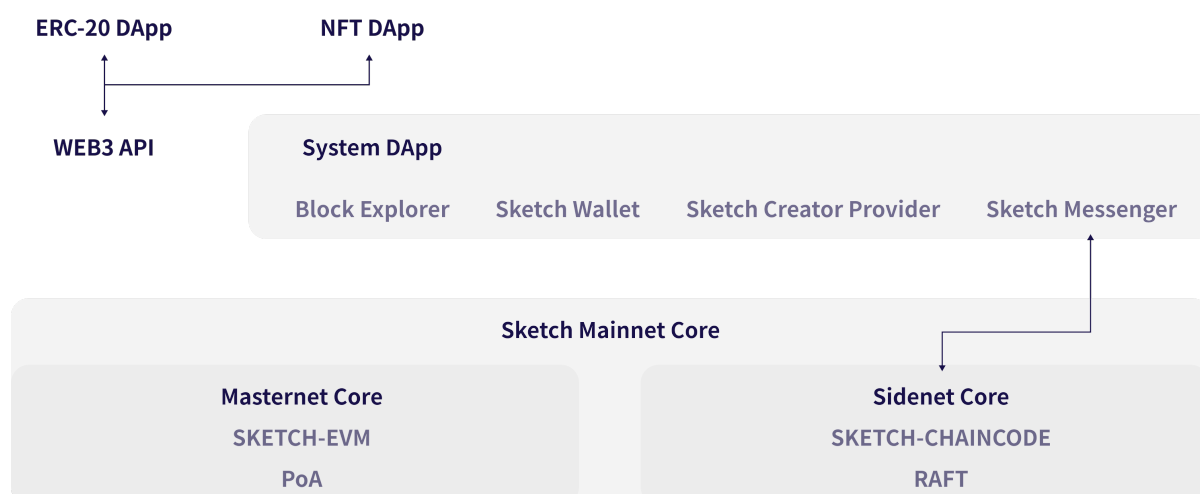 ERC-20 DApp
NFT DApp
WEB3 API
System DApp
Block Explorer
Sketch Wallet
Sketch Creator Provider
Sketch Messenger
Sketch Mainnet Core
Masternet Core
SKETCH-EVM
PoA
Sidenet Core
SKETCH-CHAINCODE
RAFT